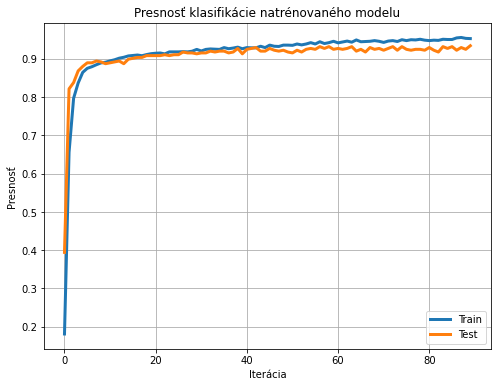 Presnosť klasifikácie natrénovaného modelu
Presnosť
0.9
0.8
0.7
0.6
0.5
0.4
0.3
0.2
0 20 40 60 80
Iterácia
Train
Test